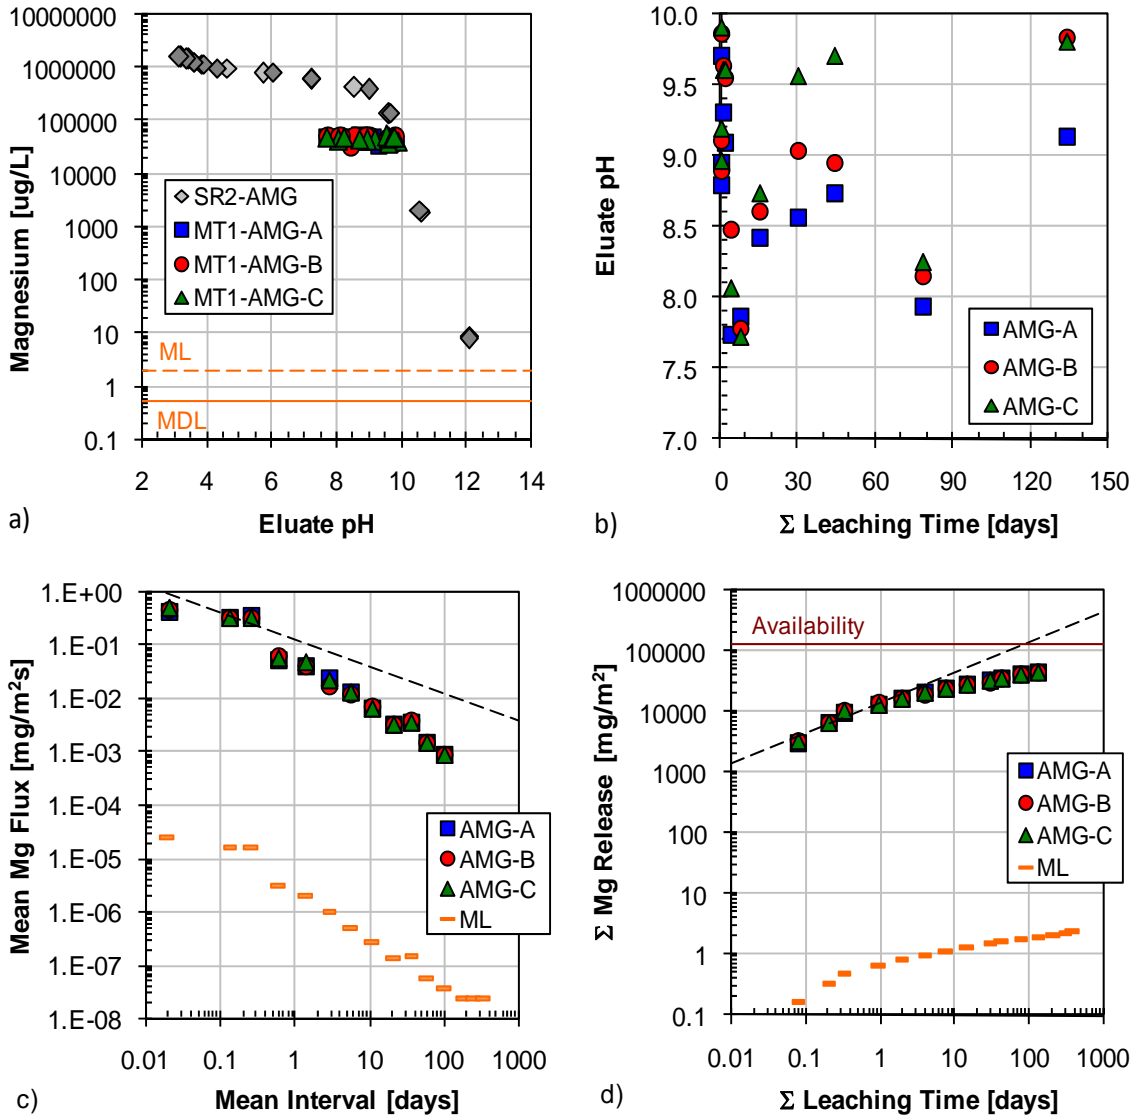 10000000
1000000
100000
10000
1000
100
10
1
0.1
Magnesium [ug/L]
SR2-AMG
MT1-AMG-A
MT1-AMG-B
MT1-AMG-C
ML
MDL
2 4 6 8 10 12 14
Eluate pH
a)
10.0
9.5
9.0
8.5
8.0
7.5
7.0
Eluate pH
AMG-A
AMG-B
AMG-C
0 30 60 90 120 150
Σ Leaching Time [days]
b)
1.E+00
1.E-01
1.E-02
1.E-03
1.E-04
1.E-05
1.E-06
1.E-07
1.E-08
Mean Mg Flux [mg/m²s]
AMG-A
AMG-B
AMG-C
ML
0.01 0.1 1 10 100 1000
Mean Interval [days]
c)
1000000
100000
10000
1000
100
10
1
0.1
Σ Mg Release [mg/m²]
Availability
AMG-A
AMG-B
AMG-C
ML
0.01 0.1 1 10 100 1000
Σ Leaching Time [days]
d)